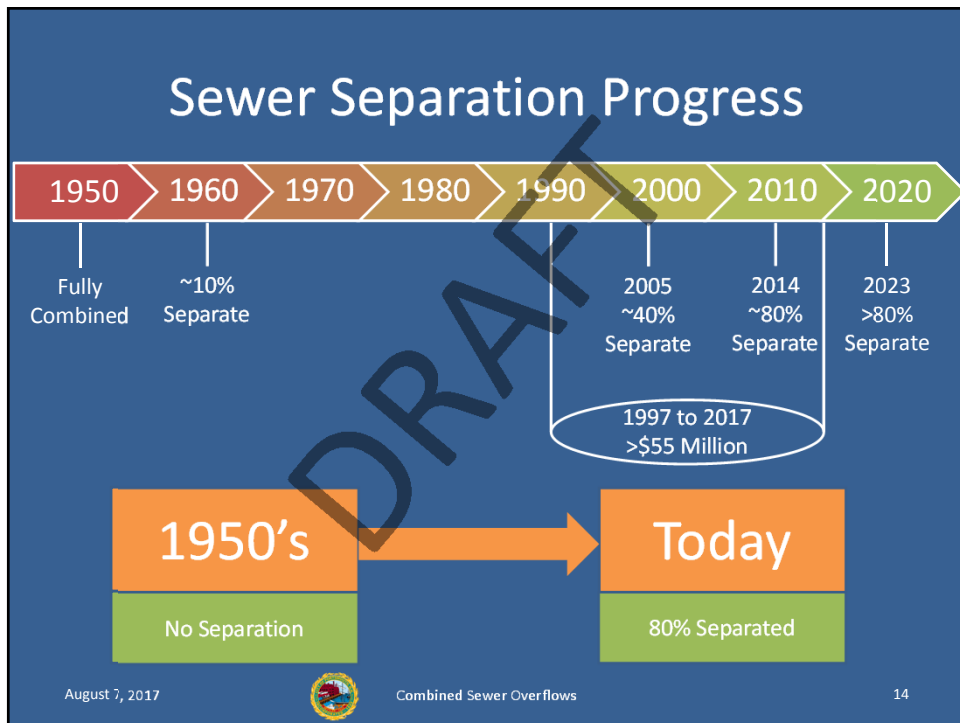 Sewer Separation Progress
1950 1960 1970 1980 1990 2000 2010 2020
Fully
Combined
~10%
Separate
2005
~40%
Separate
2014
~80%
Separate
2023
>80%
Separate
1997 to 2017
>$55 Million
DRAFT
1950's
No Separation
Today
80% Separated
August 7, 2017
Combined Sewer Overflows
14